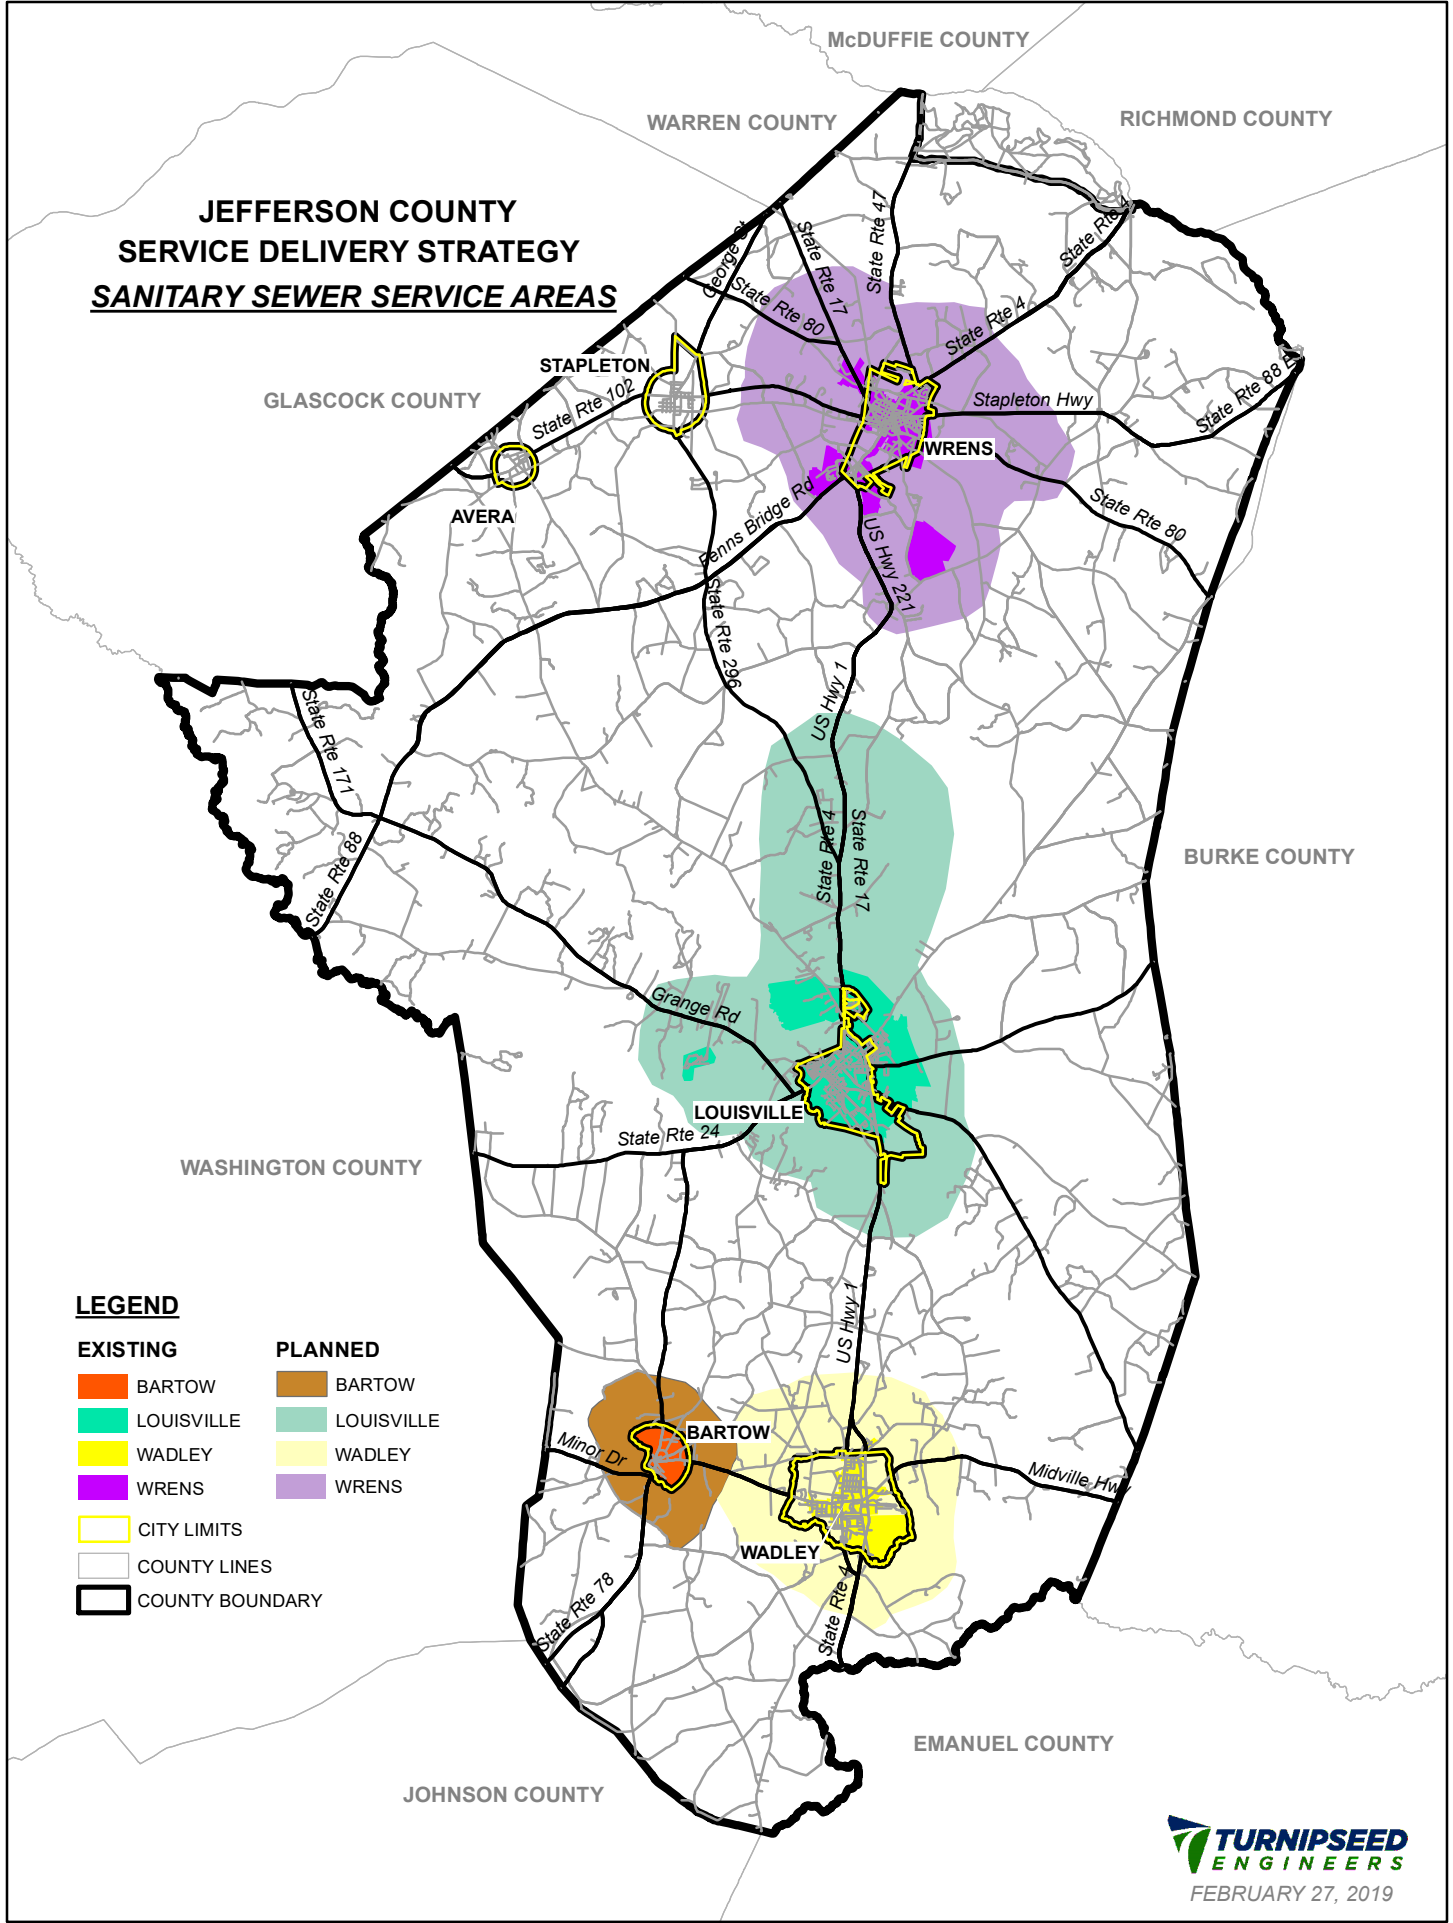 McDUFFIE COUNTY
WARREN COUNTY
RICHMOND COUNTY
JEFFERSON COUNTY
SERVICE DELIVERY STRATEGY
SANITARY SEWER SERVICE AREAS
George St
State Rte 17
State Rte 47
State Rte
State Rte 80
State Rte 4
STAPLETON
GLASCOCK COUNTY
State Rte 102
Stapleton Hwy
State Rte 88
WRENS
AVERA
Fenns Bridge Rd
State Rte 80
US Hwy 221
State Rte 296
US Hwy 1
State Rte 171
State Rte 4
State Rte 17
State Rte 88
BURKE COUNTY
Grange Rd
LOUISVILLE
State Rte 24
WASHINGTON COUNTY
US Hwy 1
LEGEND
EXISTING
BARTOW
LOUISVILLE
WADLEY
WRENS
CITY LIMITS
COUNTY LINES
COUNTY BOUNDARY
PLANNED
BARTOW
LOUISVILLE
WADLEY
WRENS
BARTOW
Minor Dr
Midville Hwy
WADLEY
State Rte 78
State Rte 4
EMANUEL COUNTY
JOHNSON COUNTY
TURNIPSEED
ENGINEERS
FEBRUARY 27, 2019